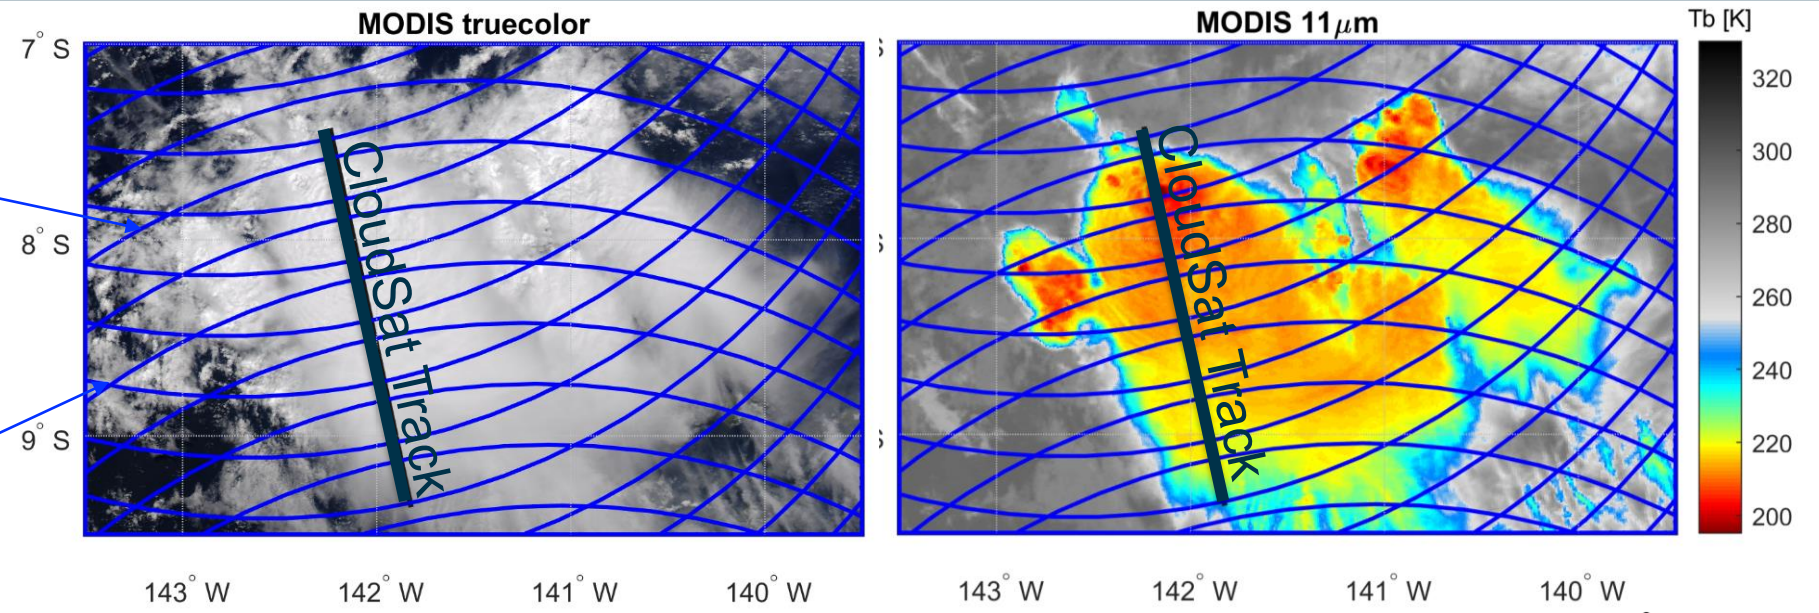 MODIS truecolor
MODIS 11μm
Tb [K]
7° S
8° S
9° S
CloudSat Track
CloudSat Track
320
300
280
260
240
220
200
143° W
142° W
141° W
140° W
143° W
142° W
141° W
140° W